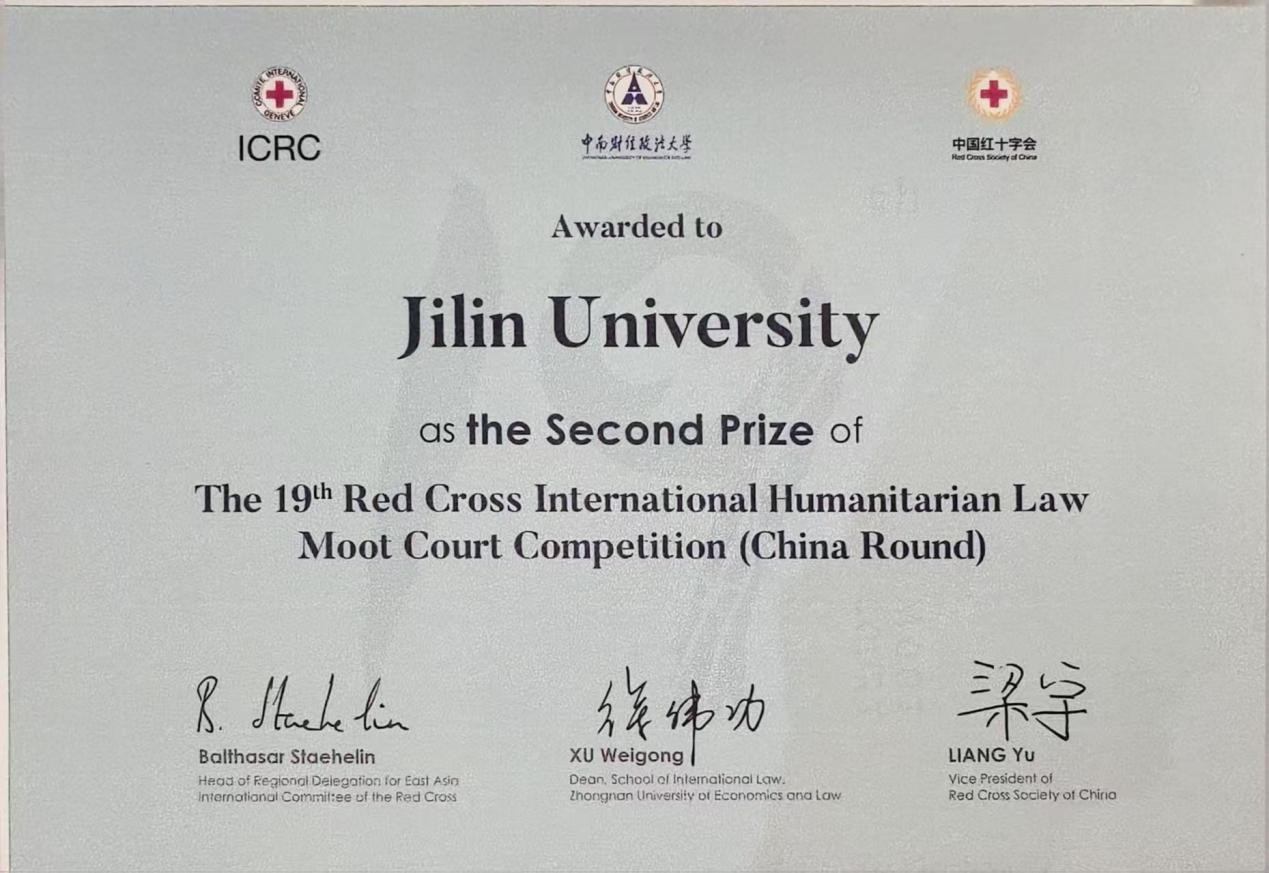 COMITE INTERNATIONAL GENEVE
ICRC
中南财经政法大学
中国红十字会
Red Cross Society of China
Awarded to
Jilin University
as the Second Prize of
The 19th Red Cross International Humanitarian Law
Moot Court Competition (China Round)
B. Staehelin
徐伟功
梁宇
Balthasar Staehelin
XU Weigong
LIANG Yu
Head of Regional Delegation for East Asia
International Committee of the Red Cross
Dean, School of International Law,
Zhongnan University of Economics and Law
Vice President of
Red Cross Society of China